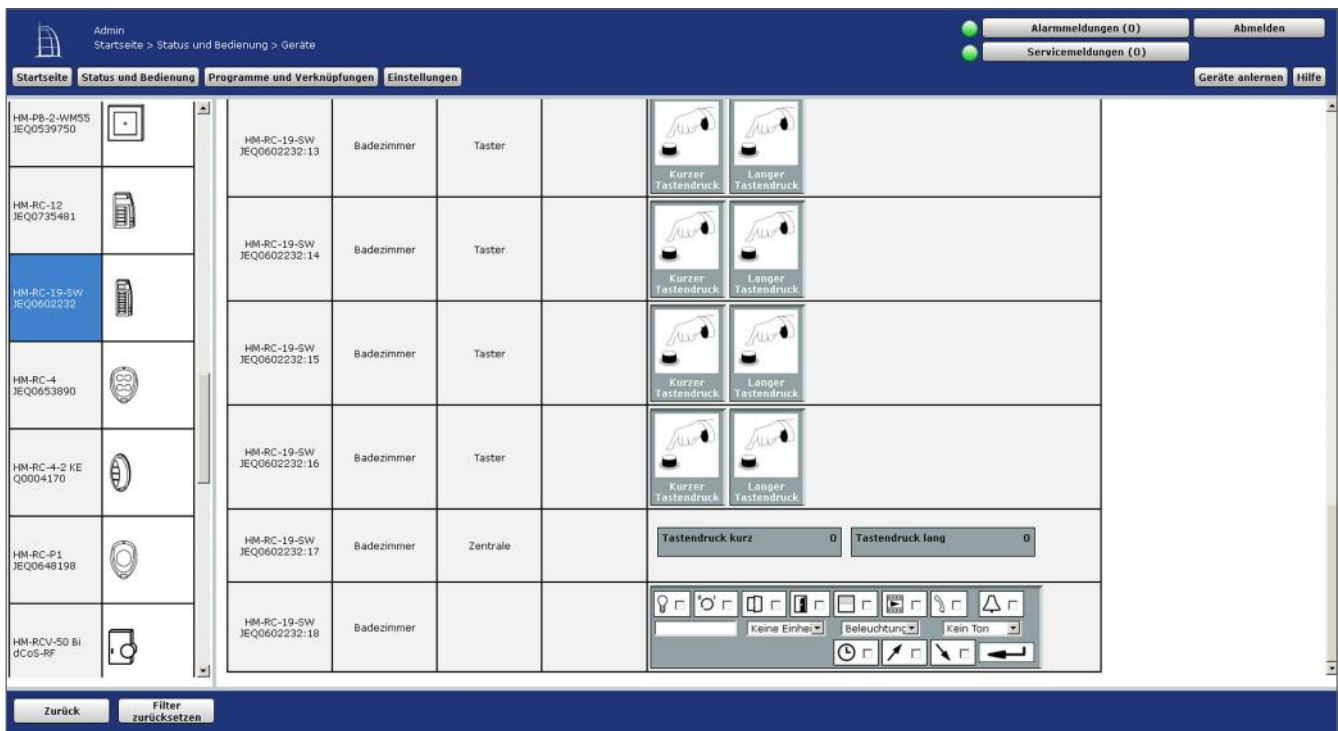 Admin
Startseite > Status und Bedienung > Geräte
Alarmmeldungen (0)
Abmelden
Servicemeldungen (0)
Startseite
Status und Bedienung
Programme und Verknüpfungen
Einstellungen
Geräte anlernen
Hilfe
HM-PB-2-WM55
JEQ0539750
HM-RC-12
JEQ0735481
HM-RC-19-SW
JEQ0602232
HM-RC-4
JEQ0653890
HM-RC-4-2 KE
Q0004170
HM-RC-P1
JEQ0648198
HM-RCV-50 Bi
dCoS-RF
HM-RC-19-SW
JEQ0602232:13
Badezimmer
Taster
Kurzer
Tastendruck
Langer
Tastendruck
HM-RC-19-SW
JEQ0602232:14
Badezimmer
Taster
Kurzer
Tastendruck
Langer
Tastendruck
HM-RC-19-SW
JEQ0602232:15
Badezimmer
Taster
Kurzer
Tastendruck
Langer
Tastendruck
HM-RC-19-SW
JEQ0602232:16
Badezimmer
Taster
Kurzer
Tastendruck
Langer
Tastendruck
HM-RC-19-SW
JEQ0602232:17
Badezimmer
Zentrale
Tastendruck kurz 0
Tastendruck lang 0
HM-RC-19-SW
JEQ0602232:18
Badezimmer
Keine Einhei
Beleuchtung
Kein Ton
Zurück
Filter
zurücksetzen